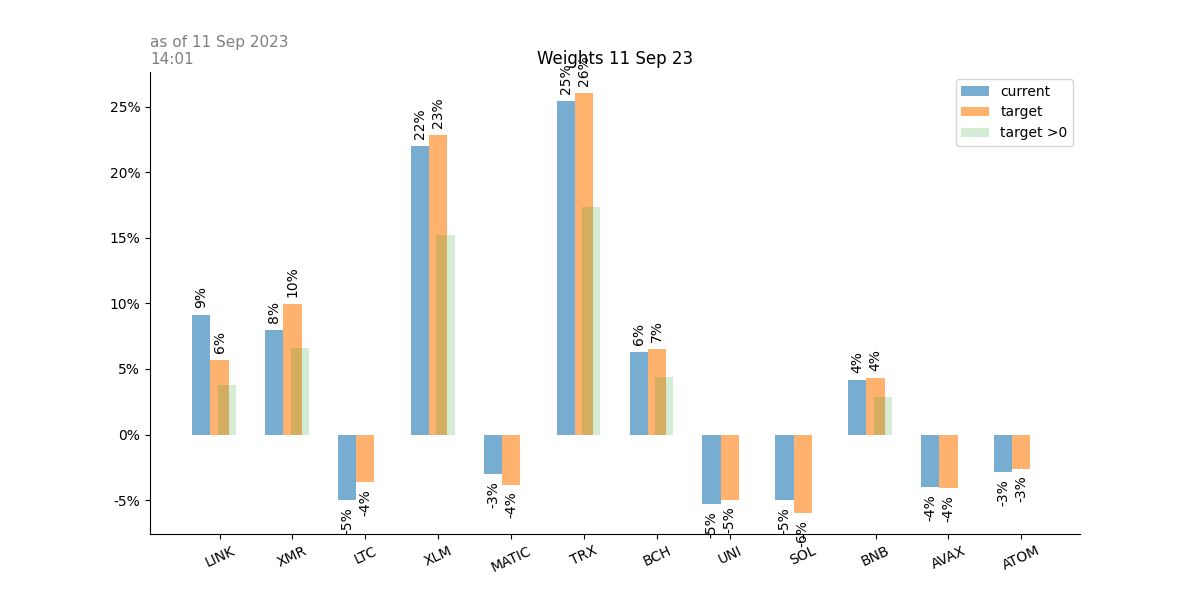 as of 11 Sep 2023
14:01
Weights 11 Sep 23
current
target
target >0
25%
20%
15%
10%
5%
0%
-5%
9%
6%
8%
10%
-5%
-4%
22%
23%
-3%
-4%
25%
26%
6%
7%
-5%
-5%
-5%
-6%
4%
4%
-4%
-4%
-3%
-3%
LINK
XMR
LTC
XLM
MATIC
TRX
BCH
UNI
SOL
BNB
AVAX
ATOM